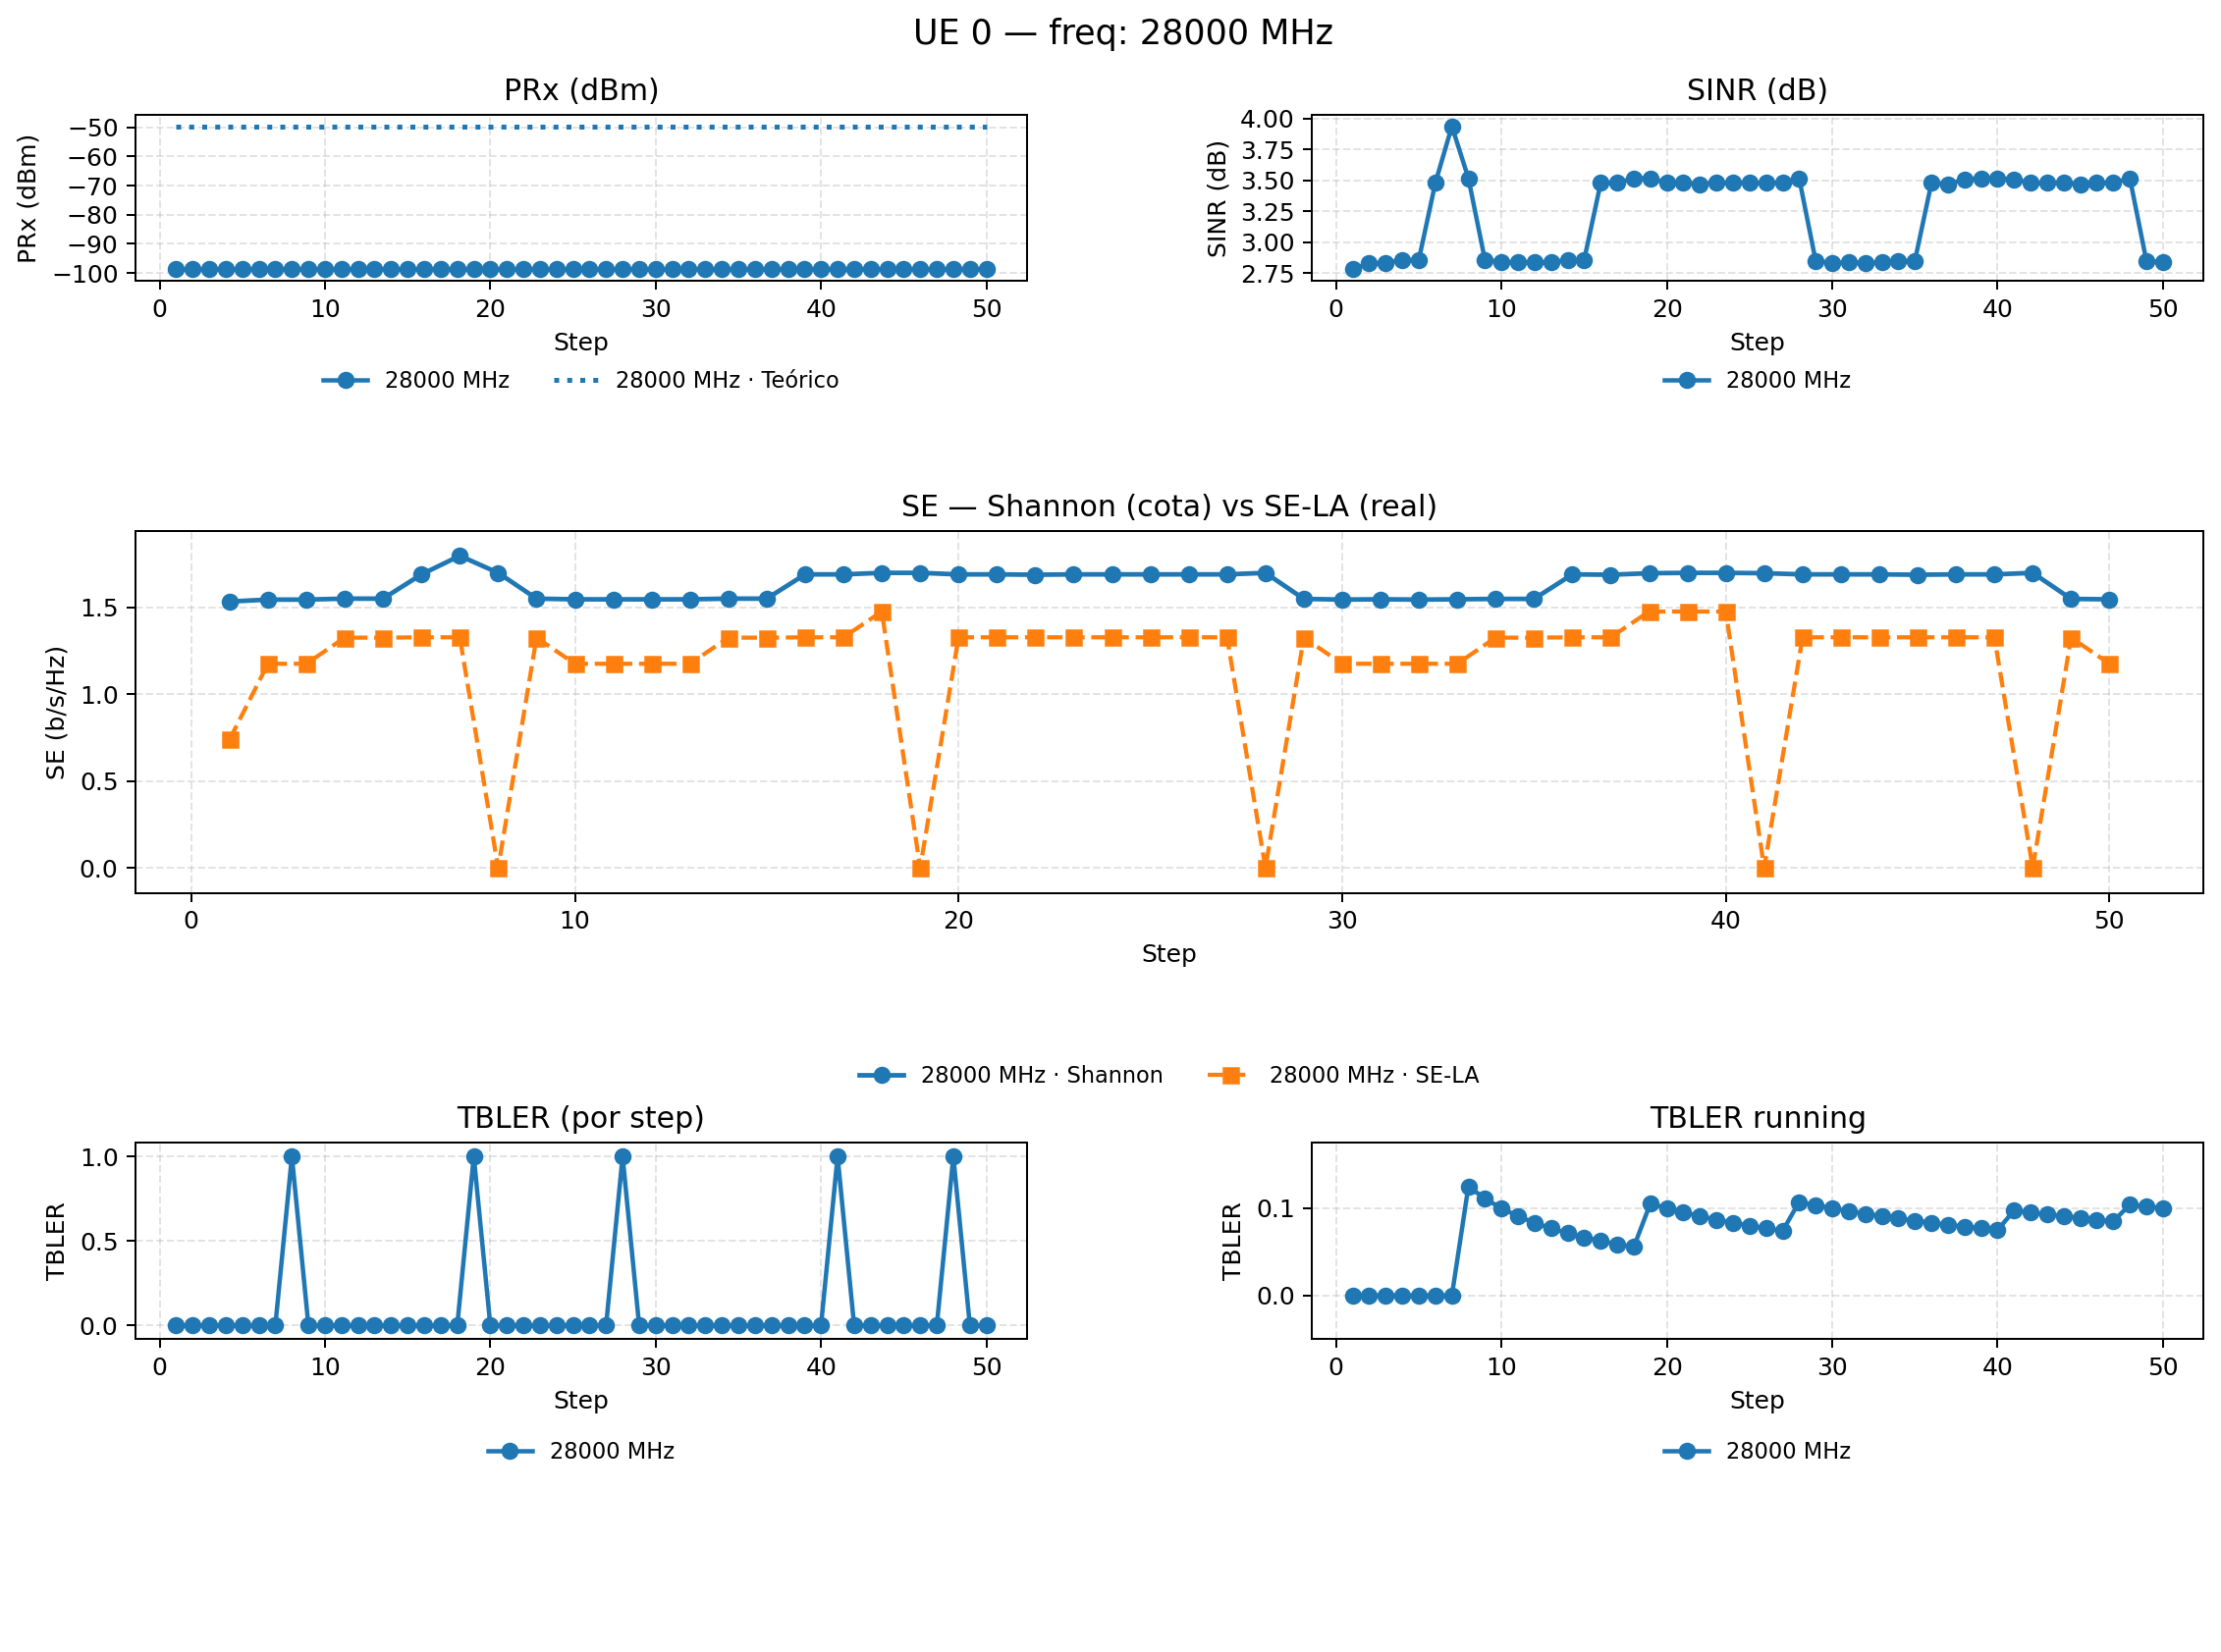 UE 0 — freq: 28000 MHz
PRx (dBm)
PRx (dBm)
−50
−60
−70
−80
−90
−100
0 10 20 30 40 50
Step
28000 MHz 28000 MHz · Teórico
SINR (dB)
SINR (dB)
4.00
3.75
3.50
3.25
3.00
2.75
0 10 20 30 40 50
Step
28000 MHz
SE — Shannon (cota) vs SE-LA (real)
SE (b/s/Hz)
1.5
1.0
0.5
0.0
0 10 20 30 40 50
Step
28000 MHz · Shannon 28000 MHz · SE-LA
TBLER (por step)
TBLER
1.0
0.5
0.0
0 10 20 30 40 50
Step
28000 MHz
TBLER running
TBLER
0.1
0.0
0 10 20 30 40 50
Step
28000 MHz